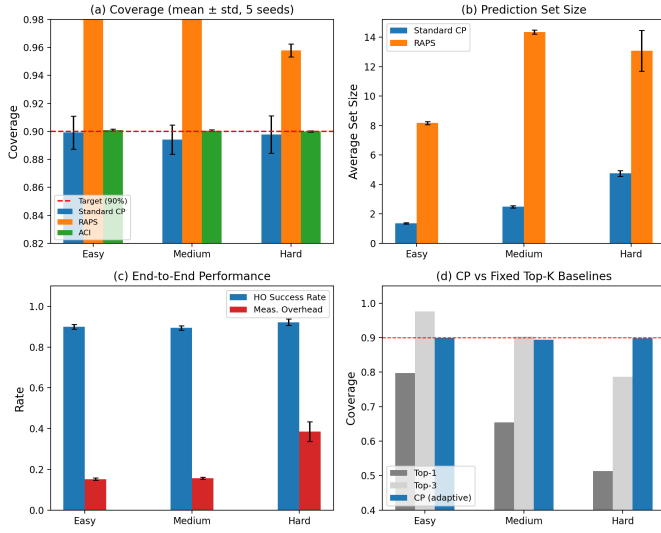 (a) Coverage (mean ± std, 5 seeds)
Coverage
0.98
0.96
0.94
0.92
0.90
0.88
0.86
0.84
0.82
Target (90%)
Standard CP
RAPS
ACI
Easy
Medium
Hard
(b) Prediction Set Size
Average Set Size
14
12
10
8
6
4
2
0
Standard CP
RAPS
Easy
Medium
Hard
(c) End-to-End Performance
Rate
1.0
0.8
0.6
0.4
0.2
0.0
HO Success Rate
Meas. Overhead
Easy
Medium
Hard
(d) CP vs Fixed Top-K Baselines
Coverage
1.0
0.9
0.8
0.7
0.6
0.5
0.4
Top-1
Top-3
CP (adaptive)
Easy
Medium
Hard